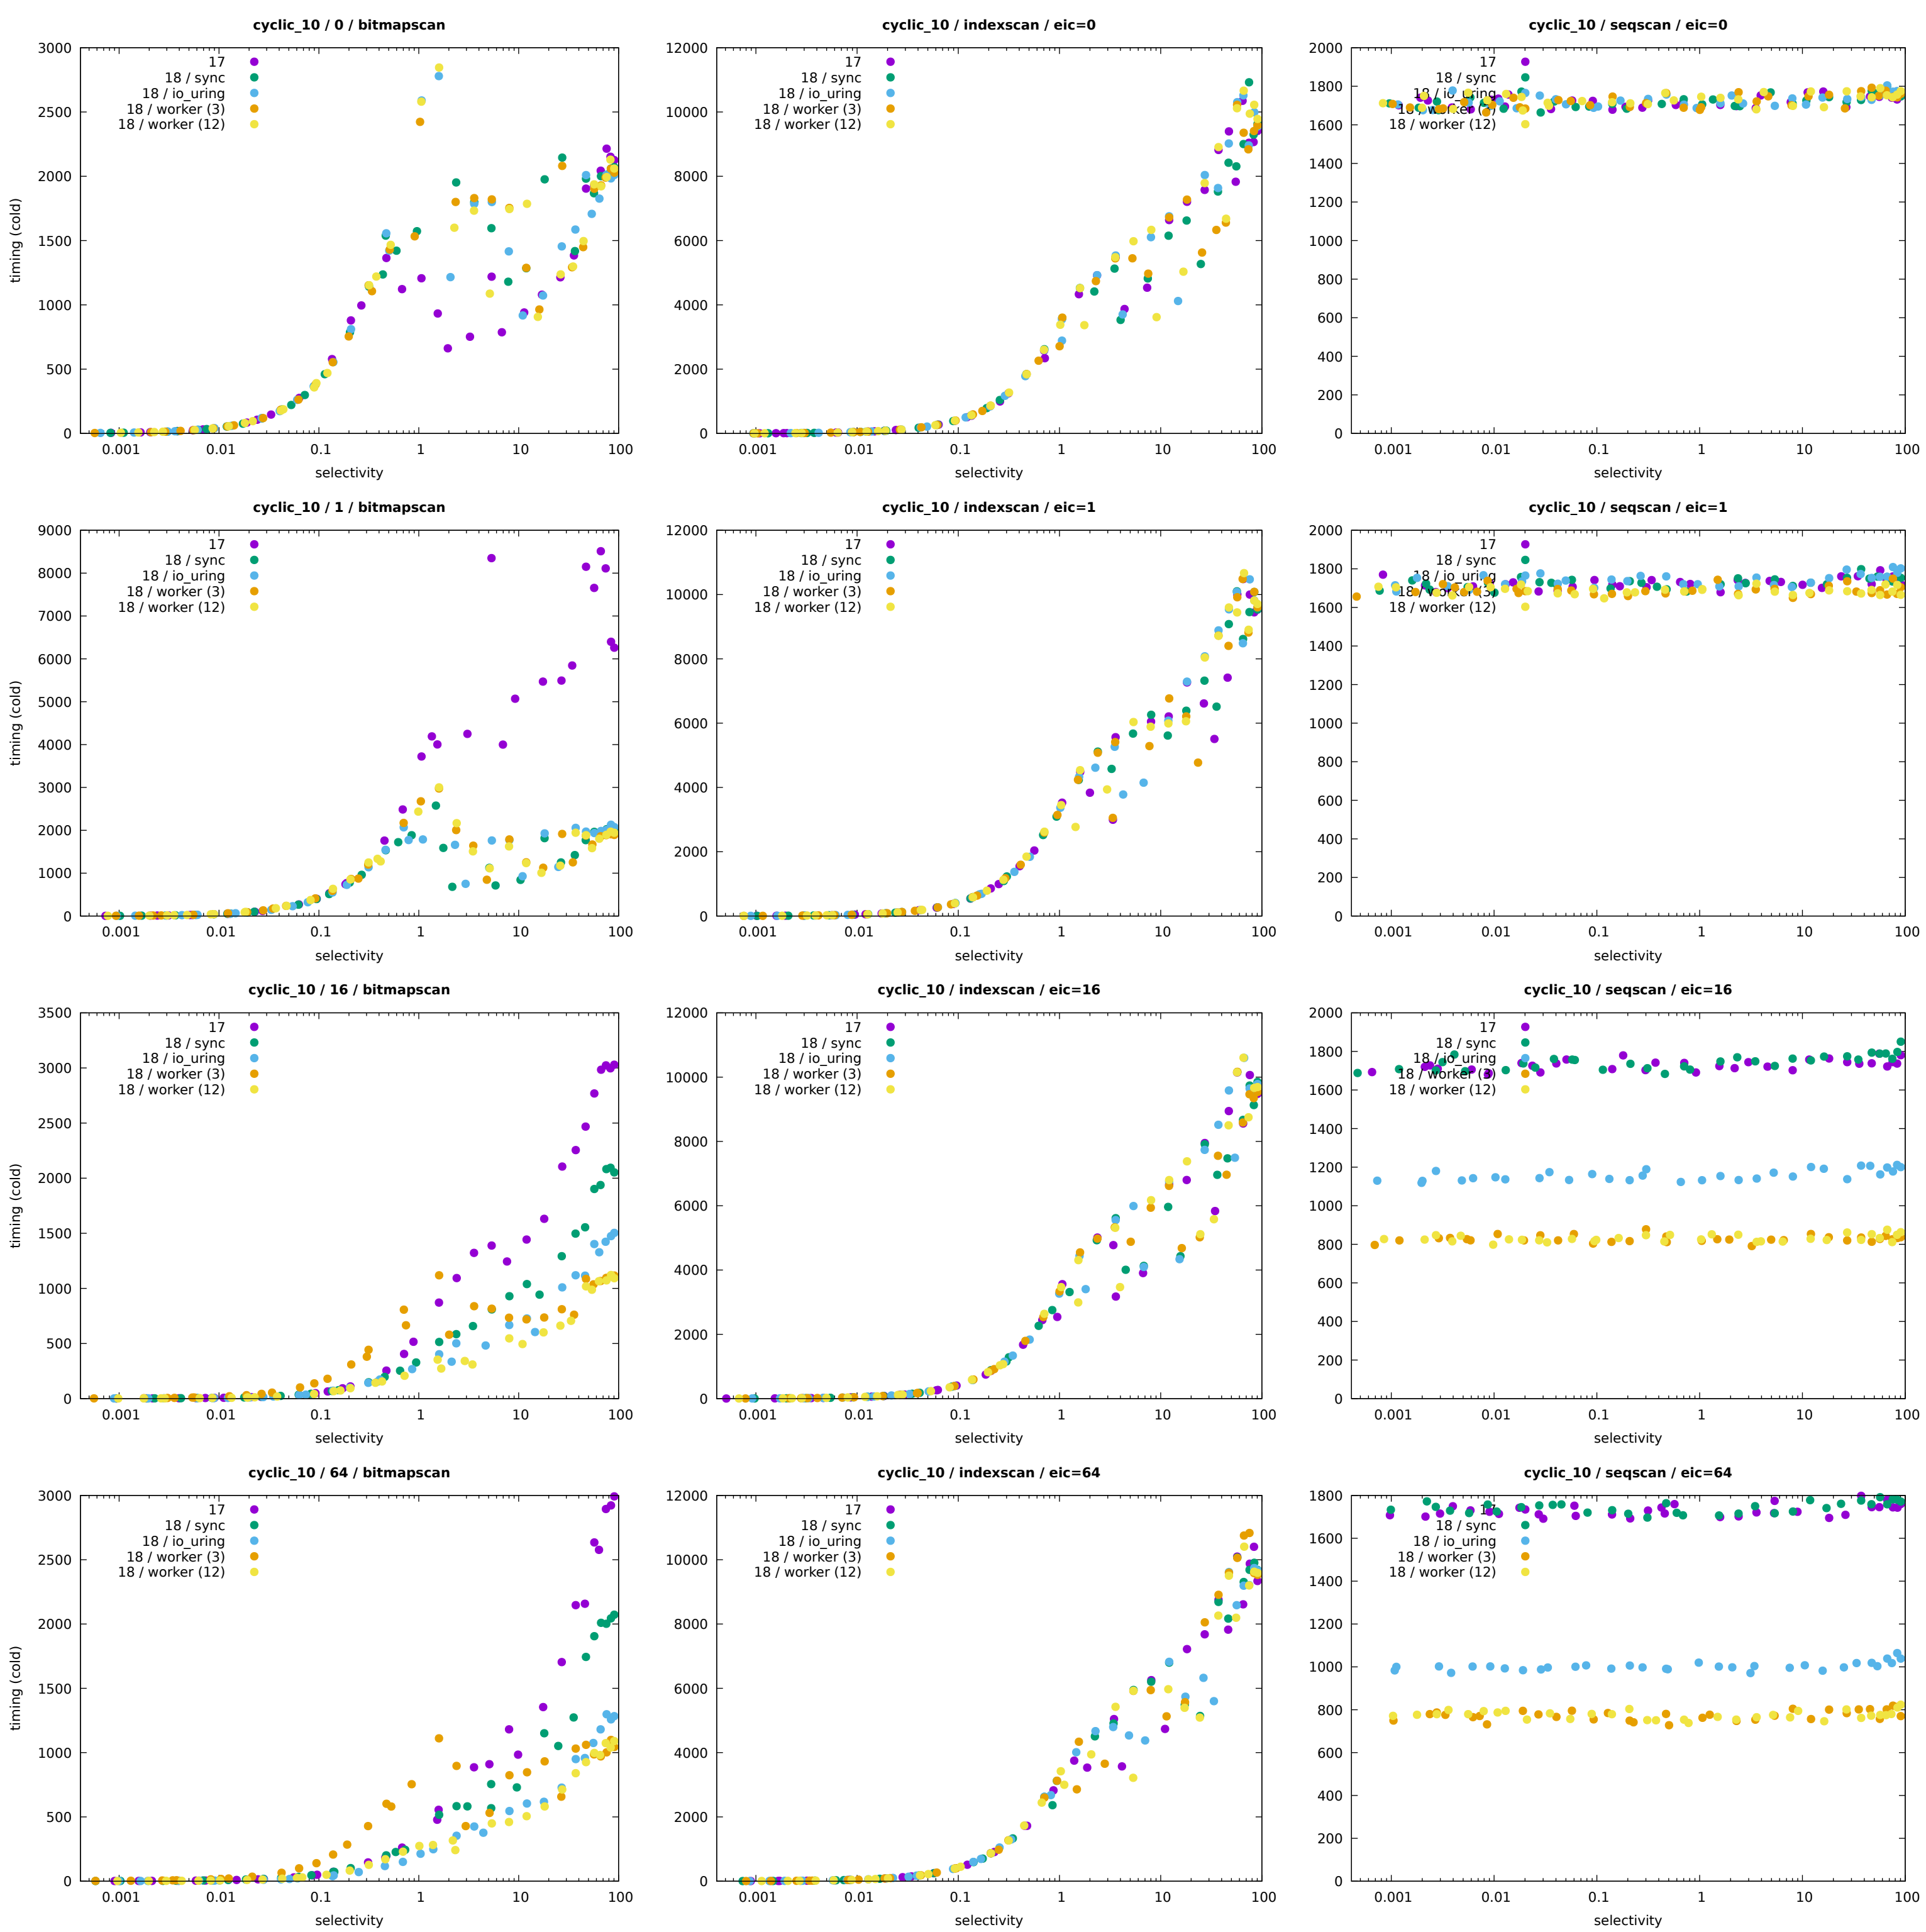 cyclic_10 / 0 / bitmapscan
timing (cold)
3000
2500
2000
1500
1000
500
0
17
18 / sync
18 / io_uring
18 / worker (3)
18 / worker (12)
0.001 0.01 0.1 1 10 100
selectivity
cyclic_10 / indexscan / eic=0
12000
10000
8000
6000
4000
2000
0
17
18 / sync
18 / io_uring
18 / worker (3)
18 / worker (12)
0.001 0.01 0.1 1 10 100
selectivity
cyclic_10 / seqscan / eic=0
2000
1800
1600
1400
1200
1000
800
600
400
200
0
17
18 / sync
18 / io_uring
18 / worker (3)
18 / worker (12)
0.001 0.01 0.1 1 10 100
selectivity
cyclic_10 / 1 / bitmapscan
timing (cold)
9000
8000
7000
6000
5000
4000
3000
2000
1000
0
17
18 / sync
18 / io_uring
18 / worker (3)
18 / worker (12)
0.001 0.01 0.1 1 10 100
selectivity
cyclic_10 / indexscan / eic=1
12000
10000
8000
6000
4000
2000
0
17
18 / sync
18 / io_uring
18 / worker (3)
18 / worker (12)
0.001 0.01 0.1 1 10 100
selectivity
cyclic_10 / seqscan / eic=1
2000
1800
1600
1400
1200
1000
800
600
400
200
0
17
18 / sync
18 / io_uring
18 / worker (3)
18 / worker (12)
0.001 0.01 0.1 1 10 100
selectivity
cyclic_10 / 16 / bitmapscan
timing (cold)
3500
3000
2500
2000
1500
1000
500
0
17
18 / sync
18 / io_uring
18 / worker (3)
18 / worker (12)
0.001 0.01 0.1 1 10 100
selectivity
cyclic_10 / indexscan / eic=16
12000
10000
8000
6000
4000
2000
0
17
18 / sync
18 / io_uring
18 / worker (3)
18 / worker (12)
0.001 0.01 0.1 1 10 100
selectivity
cyclic_10 / seqscan / eic=16
2000
1800
1600
1400
1200
1000
800
600
400
200
0
17
18 / sync
18 / io_uring
18 / worker (3)
18 / worker (12)
0.001 0.01 0.1 1 10 100
selectivity
cyclic_10 / 64 / bitmapscan
timing (cold)
3000
2500
2000
1500
1000
500
0
17
18 / sync
18 / io_uring
18 / worker (3)
18 / worker (12)
0.001 0.01 0.1 1 10 100
selectivity
cyclic_10 / indexscan / eic=64
12000
10000
8000
6000
4000
2000
0
17
18 / sync
18 / io_uring
18 / worker (3)
18 / worker (12)
0.001 0.01 0.1 1 10 100
selectivity
cyclic_10 / seqscan / eic=64
1800
1600
1400
1200
1000
800
600
400
200
0
17
18 / sync
18 / io_uring
18 / worker (3)
18 / worker (12)
0.001 0.01 0.1 1 10 100
selectivity